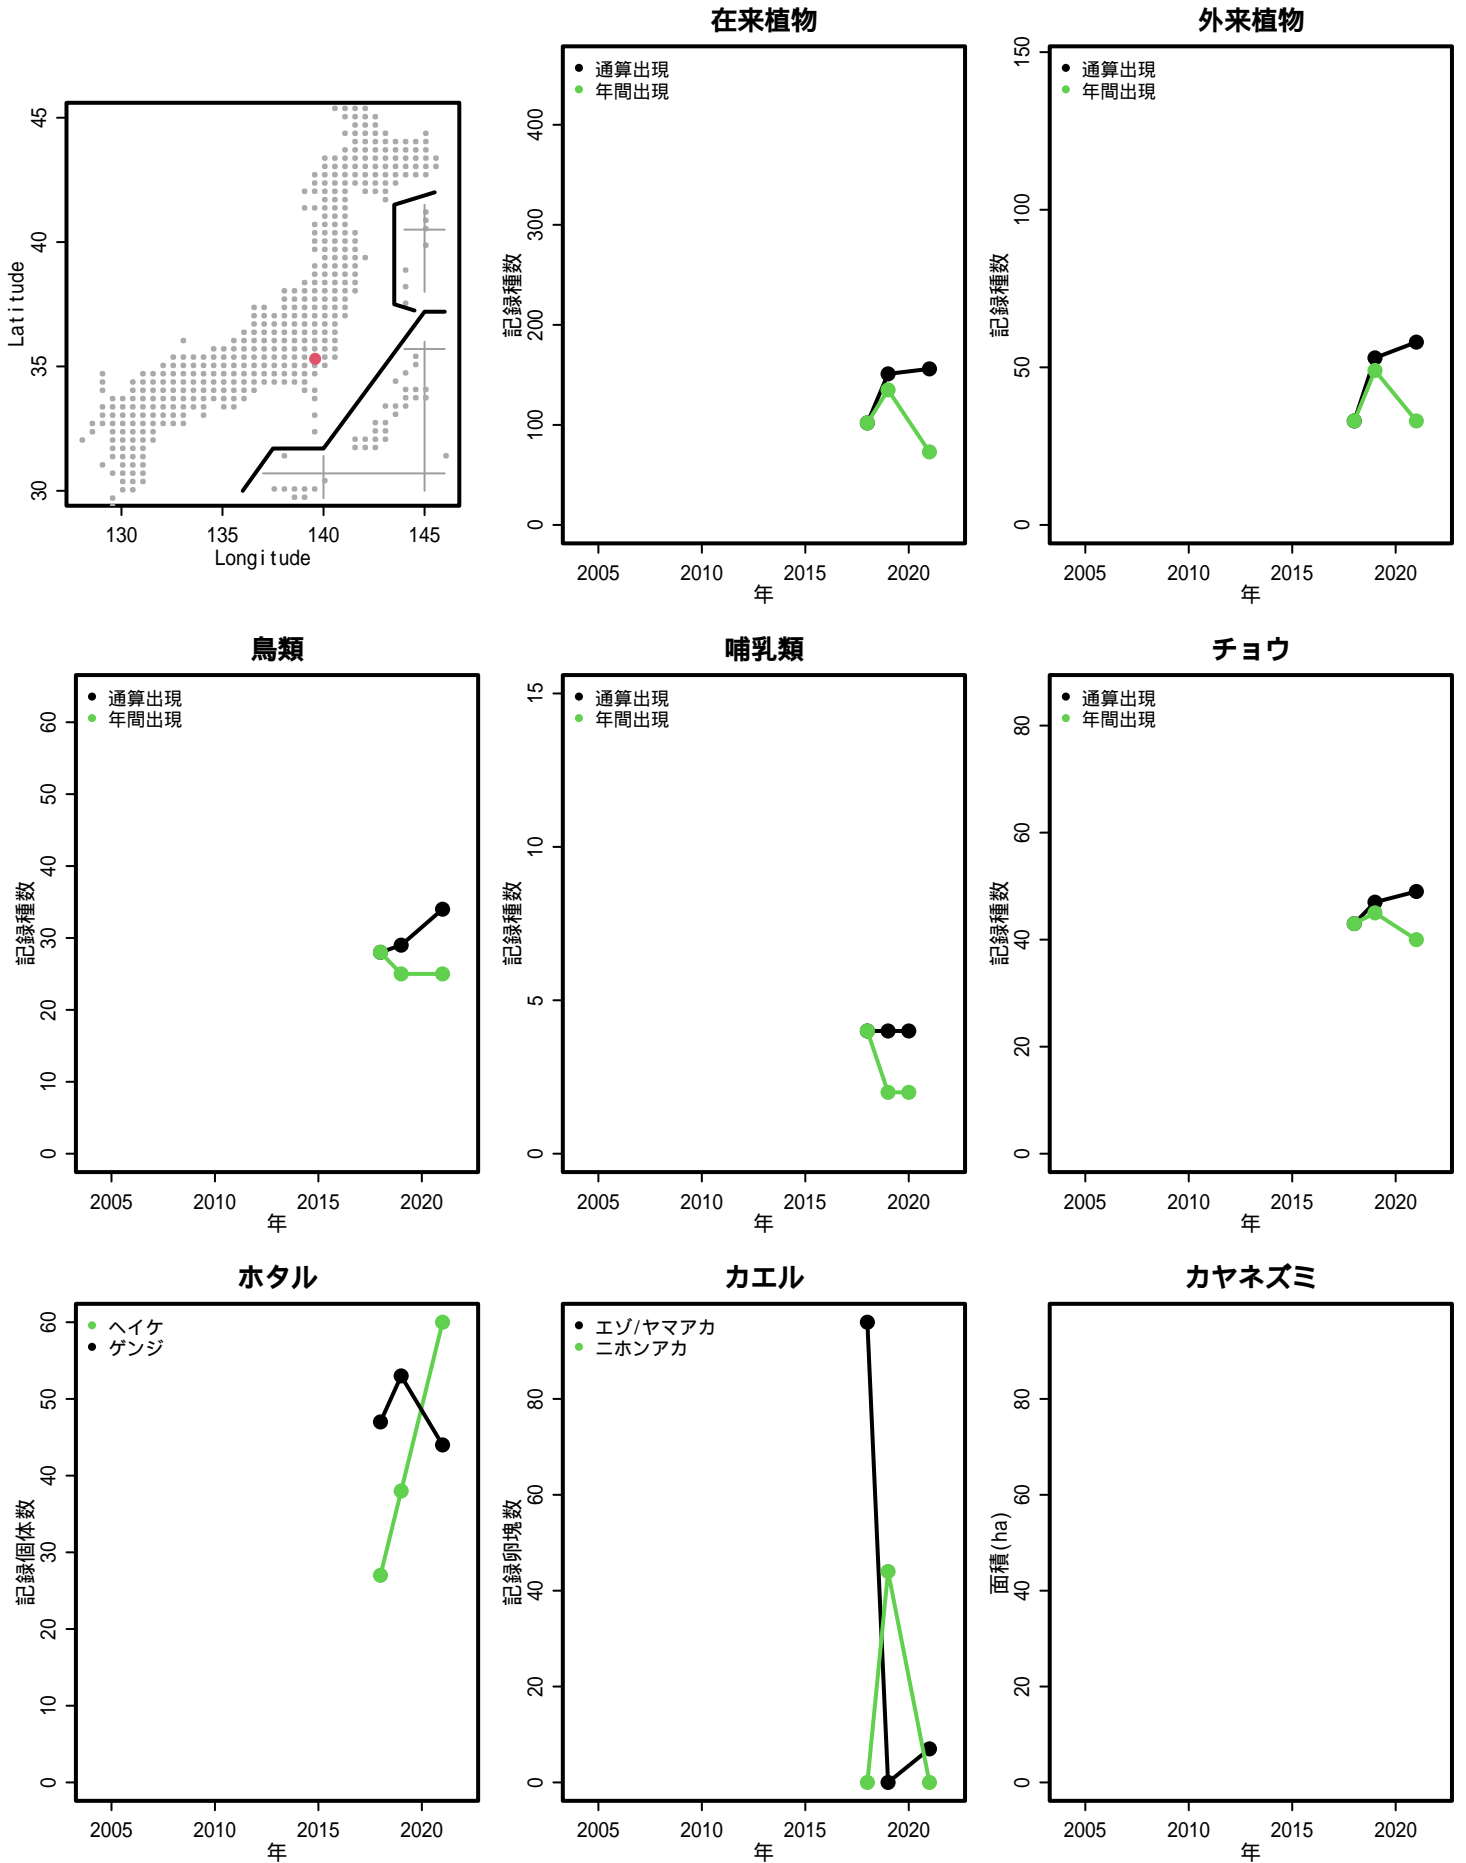 Latitude
45
40
35
30
130 135 140 145
Longitude
在来植物
通算出現
年間出現
記録種数
400
300
200
100
0
2005 2010 2015 2020
年
外来植物
通算出現
年間出現
記録種数
150
100
50
0
2005 2010 2015 2020
年
鳥類
通算出現
年間出現
記録種数
60
50
40
30
20
10
0
2005 2010 2015 2020
年
哺乳類
通算出現
年間出現
記録種数
15
10
5
0
2005 2010 2015 2020
年
チョウ
通算出現
年間出現
記録種数
80
60
40
20
0
2005 2010 2015 2020
年
ホタル
ヘイケ
ゲンジ
記録個体数
60
50
40
30
20
10
0
2005 2010 2015 2020
年
カエル
エゾ/ヤマアカ
ニホンアカ
記録卵塊数
80
60
40
20
0
2005 2010 2015 2020
年
カヤネズミ
面積(ha)
80
60
40
20
0
2005 2010 2015 2020
年